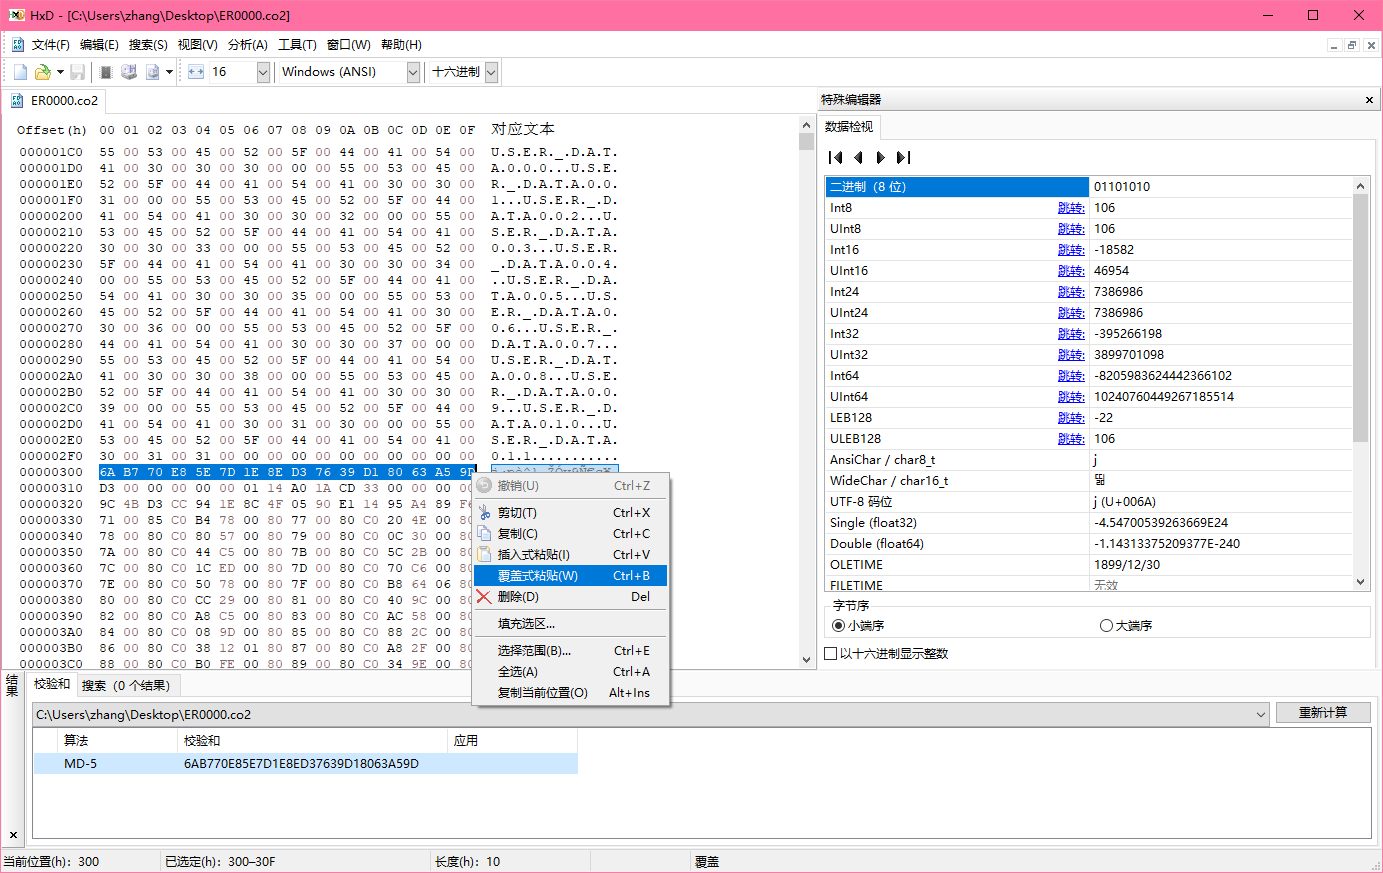 HxD - [C:\Users\zhang\Desktop\ER0000.co2]
文件(F) 编辑(E) 搜索(S) 视图(V) 分析(A) 工具(T) 窗口(W) 帮助(H)
16 Windows (ANSI) 十六进制
ER0000.co2
Offset(h) 00 01 02 03 04 05 06 07 08 09 0A 0B 0C 0D 0E 0F 对应文本
000001C0 55 00 53 00 45 00 52 00 5F 00 44 00 41 00 54 00 U.S.E.R._.D.A.T.
000001D0 41 00 30 00 30 00 30 00 00 00 55 00 53 00 45 00 A.0.0.0...U.S.E.
000001E0 52 00 5F 00 44 00 41 00 54 00 41 00 30 00 30 00 R._.D.A.T.A.0.0.
000001F0 31 00 00 00 55 00 53 00 45 00 52 00 5F 00 44 00 1...U.S.E.R._.D.
00000200 41 00 54 00 41 00 30 00 30 00 32 00 00 00 55 00 A.T.A.0.0.2...U.
00000210 53 00 45 00 52 00 5F 00 44 00 41 00 54 00 41 00 S.E.R._.D.A.T.A.
00000220 30 00 30 00 33 00 00 00 55 00 53 00 45 00 52 00 0.0.3...U.S.E.R.
00000230 5F 00 44 00 41 00 54 00 41 00 30 00 30 00 34 00 _.D.A.T.A.0.0.4.
00000240 00 00 55 00 53 00 45 00 52 00 5F 00 44 00 41 00 ..U.S.E.R._.D.A.
00000250 54 00 41 00 30 00 30 00 35 00 00 00 55 00 53 00 T.A.0.0.5...U.S.
00000260 45 00 52 00 5F 00 44 00 41 00 54 00 41 00 30 00 E.R._.D.A.T.A.0.
00000270 30 00 36 00 00 00 55 00 53 00 45 00 52 00 5F 00 0.6...U.S.E.R._.
00000280 44 00 41 00 54 00 41 00 30 00 30 00 37 00 00 00 D.A.T.A.0.0.7...
00000290 55 00 53 00 45 00 52 00 5F 00 44 00 41 00 54 00 U.S.E.R._.D.A.T.
000002A0 41 00 30 00 30 00 38 00 00 00 55 00 53 00 45 00 A.0.0.8...U.S.E.
000002B0 52 00 5F 00 44 00 41 00 54 00 41 00 30 00 30 00 R._.D.A.T.A.0.0.
000002C0 39 00 00 00 55 00 53 00 45 00 52 00 5F 00 44 00 9...U.S.E.R._.D.
000002D0 41 00 54 00 41 00 30 00 31 00 30 00 00 00 55 00 A.T.A.0.1.0...U.
000002E0 53 00 45 00 52 00 5F 00 44 00 41 00 54 00 41 00 S.E.R._.D.A.T.A.
000002F0 30 00 31 00 31 00 00 00 00 00 00 00 00 00 00 00 0.1.1...........
00000300 6A B7 70 E8 5E 7D 1E 8E D3 76 39 D1 80 63 A5 9D
00000310 D3 00 00 00 00 01 14 A0 1A CD 33 00 00 00 00
00000320 9C 4B D3 CC 94 1E 8C 4F 05 90 E1 14 95 A4 89
00000330 71 00 85 C0 B4 78 00 80 77 00 80 C0 20 4E 00 80
00000340 78 00 80 C0 80 57 00 80 79 00 80 C0 0C 30 00 80
00000350 7A 00 80 C0 44 C5 00 80 7B 00 80 C0 5C 2B 00 80
00000360 7C 00 80 C0 1C ED 00 80 7D 00 80 C0 70 C6 00 80
00000370 7E 00 80 C0 50 78 00 80 7F 00 80 C0 B8 64 06 80
00000380 80 00 80 C0 CC 29 00 80 81 00 80 C0 40 9C 00 80
00000390 82 00 80 C0 A8 C5 00 80 83 00 80 C0 AC 58 00 80
000003A0 84 00 80 C0 08 9D 00 80 85 00 80 C0 88 2C 00 80
000003B0 86 00 80 C0 38 12 01 80 87 00 80 C0 A8 2F 00 80
000003C0 88 00 80 C0 B0 FE 00 80 89 00 80 C0 34 9E 00 80
撤销(U) Ctrl+Z
剪切(T) Ctrl+X
复制(C) Ctrl+C
插入式粘贴(I) Ctrl+V
覆盖式粘贴(W) Ctrl+B
删除(D) Del
填充选区...
选择范围(B)... Ctrl+E
全选(A) Ctrl+A
复制当前位置(O) Alt+Ins
特殊编辑器
数据检视
二进制（8 位） 01101010
Int8 跳转: 106
UInt8 跳转: 106
Int16 跳转: -18582
UInt16 跳转: 46954
Int24 跳转: 7386986
UInt24 跳转: 7386986
Int32 跳转: -395266198
UInt32 跳转: 3899701098
Int64 跳转: -8205983624442366102
UInt64 跳转: 10240760449267185514
LEB128 跳转: -22
ULEB128 跳转: 106
AnsiChar / char8_t j
WideChar / char16_t
UTF-8 码位 j (U+006A)
Single (float32) -4.54700539263669E24
Double (float64) -1.14313375209377E-240
OLETIME 1899/12/30
FILETIME 无效
字节序
小端序 大端序
以十六进制显示整数
结果
校验和 搜索（0 个结果）
C:\Users\zhang\Desktop\ER0000.co2 重新计算
算法 校验和 应用
MD-5 6AB770E85E7D1E8ED37639D18063A59D
当前位置(h): 300 已选定(h): 300–30F 长度(h): 10 覆盖